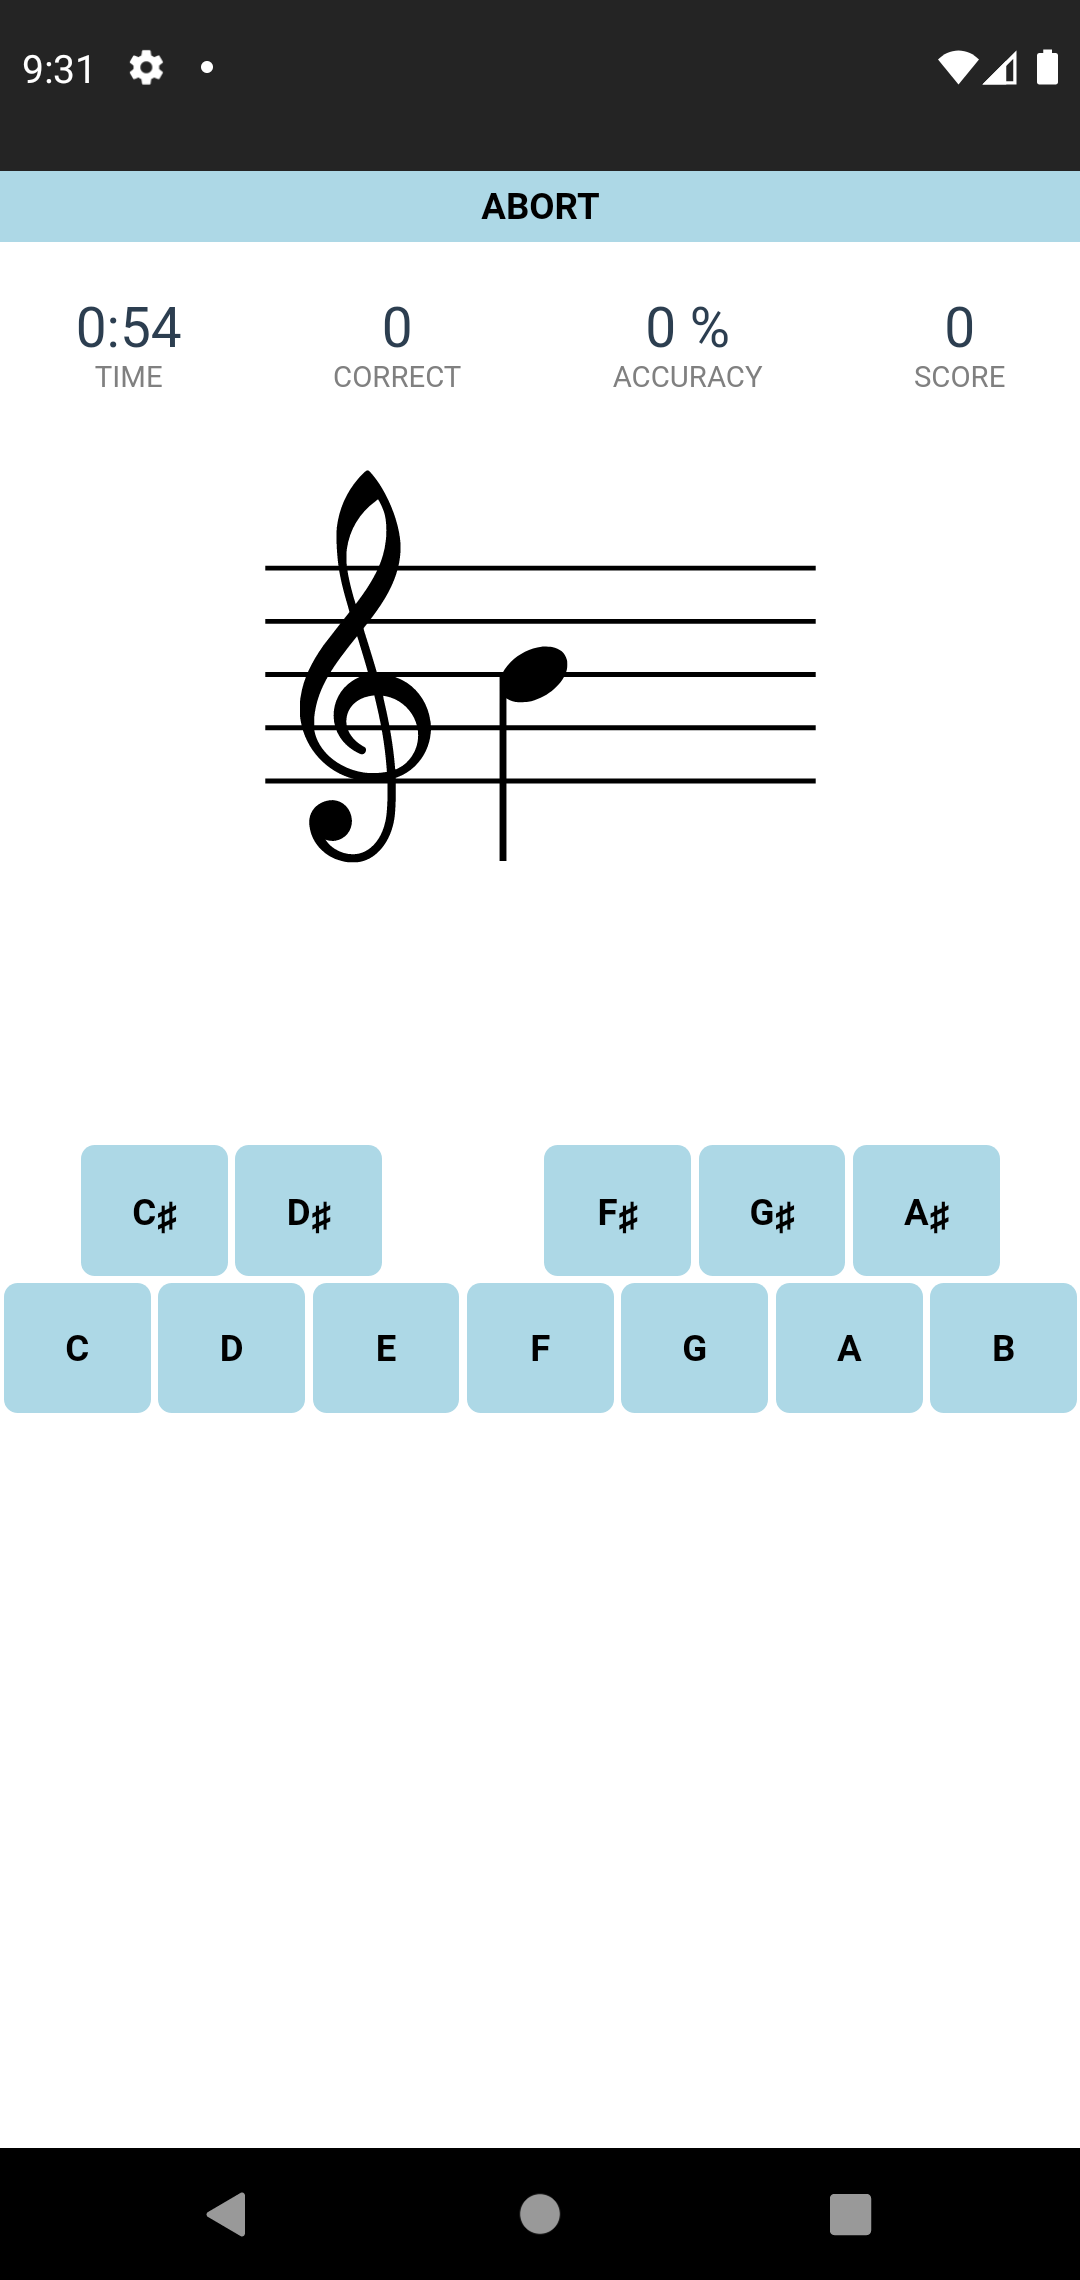 9:31
ABORT
0:54 0 0 % 0
TIME CORRECT ACCURACY SCORE
C♯ D♯ F♯ G♯ A♯
C D E F G A B